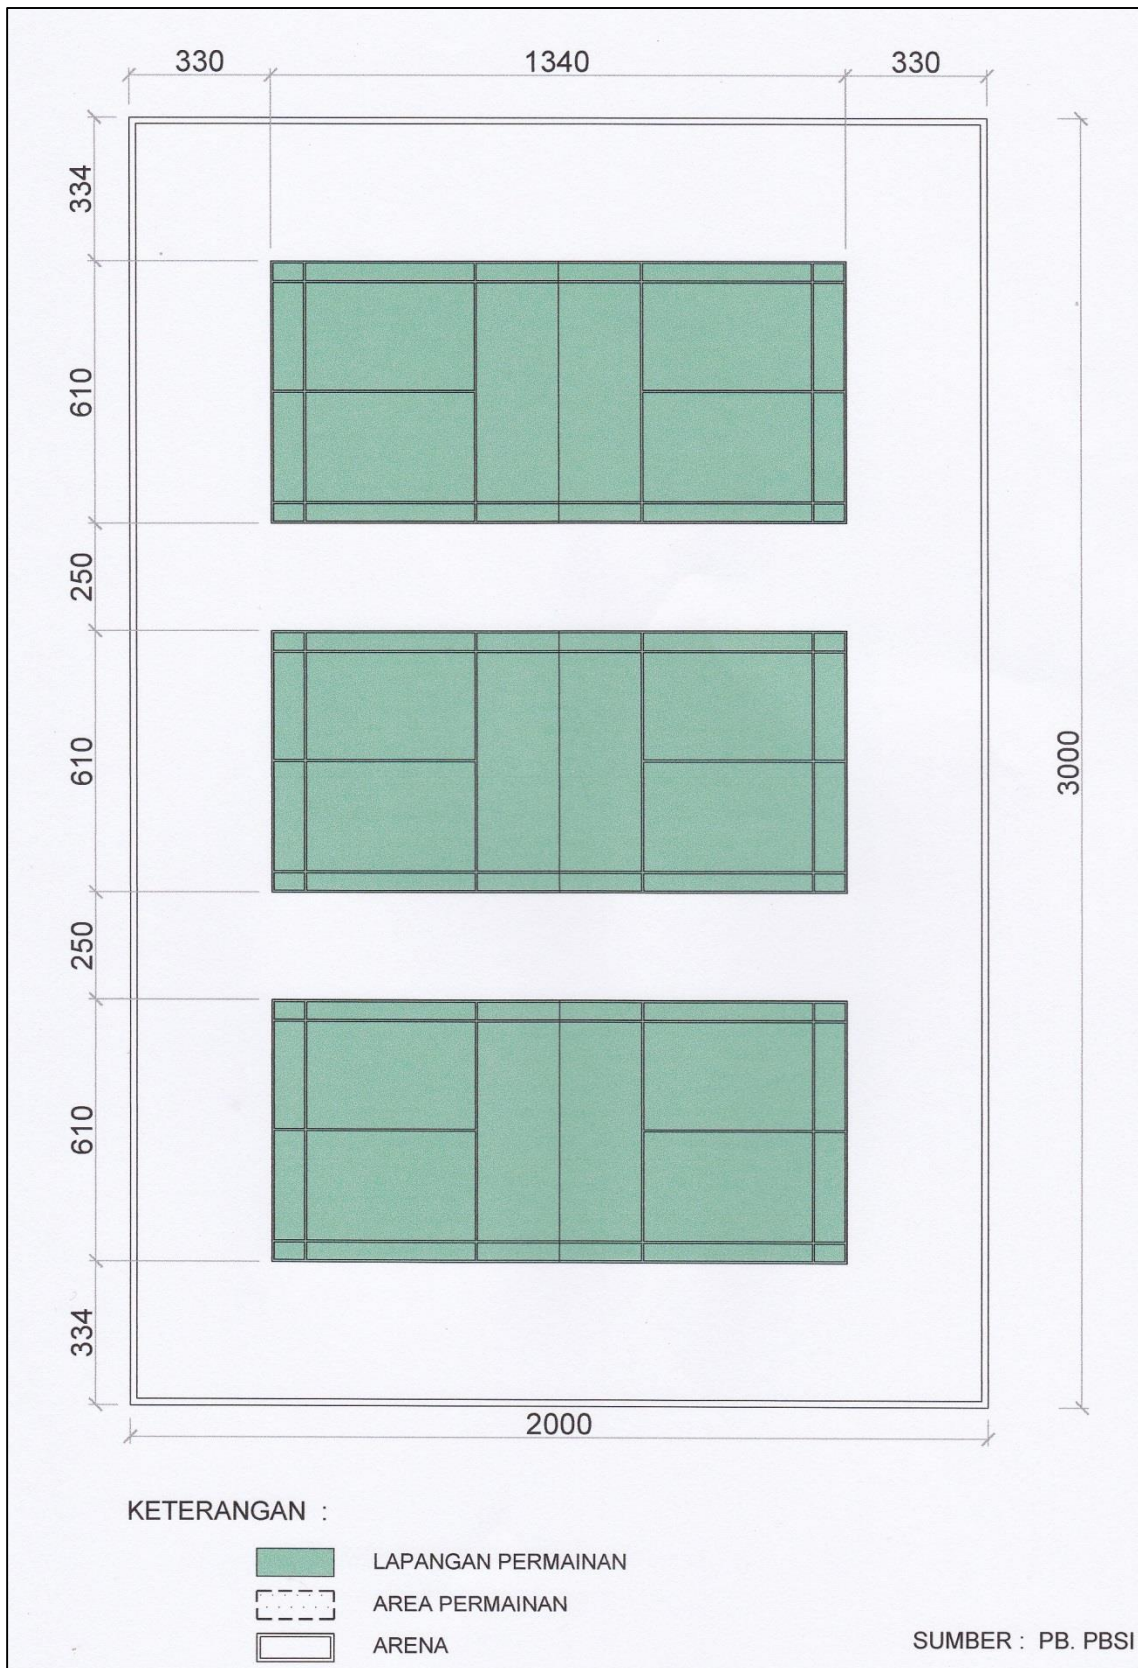 330 1340 330
334
610
250
610
3000
250
610
334
2000
KETERANGAN :
LAPANGAN PERMAINAN
AREA PERMAINAN
ARENA
SUMBER : PB. PBSI